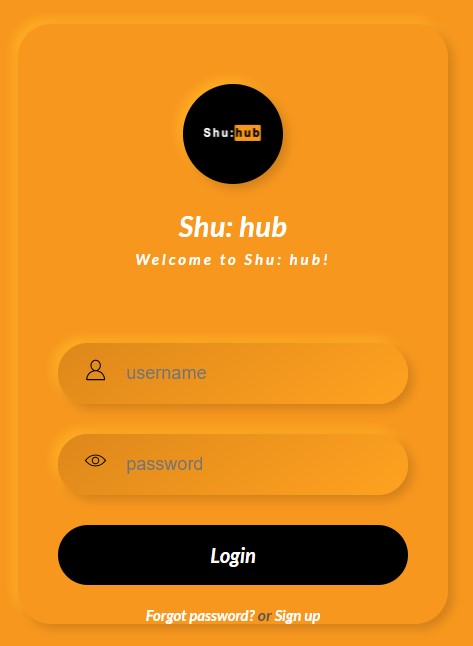 Shu:hub
Shu: hub
Welcome to Shu: hub!
username
password
Login
Forgot password? or Sign up